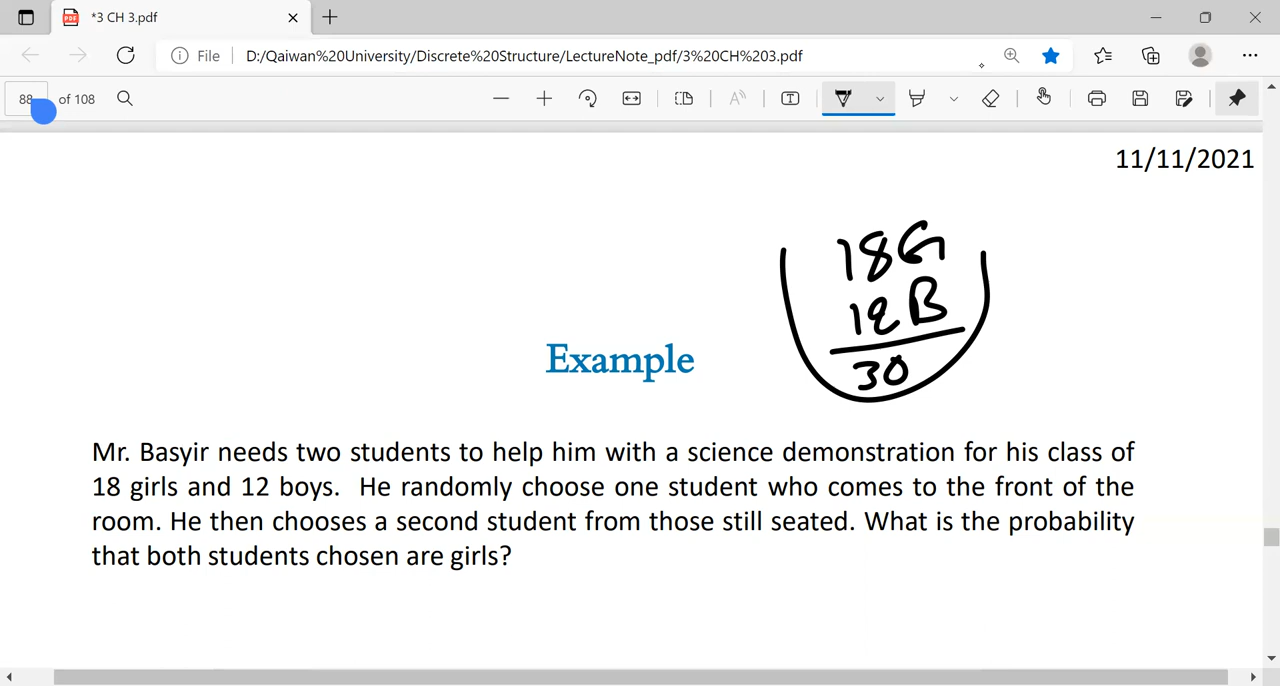 *3 CH 3.pdf
File
D:/Qaiwan%20University/Discrete%20Structure/LectureNote_pdf/3%20CH%203.pdf
88 of 108
11/11/2021
18G
12B
30
Example
Mr. Basyir needs two students to help him with a science demonstration for his class of
18 girls and 12 boys. He randomly choose one student who comes to the front of the
room. He then chooses a second student from those still seated. What is the probability
that both students chosen are girls?